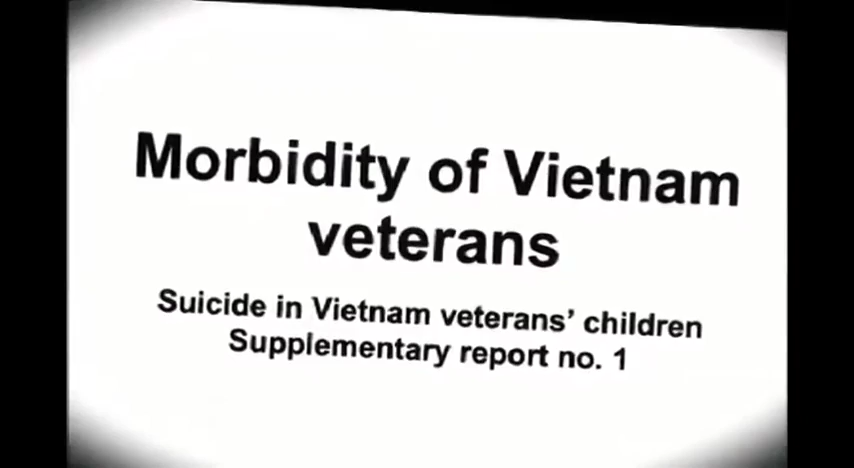 Morbidity of Vietnam
veterans
Suicide in Vietnam veterans’ children
Supplementary report no. 1